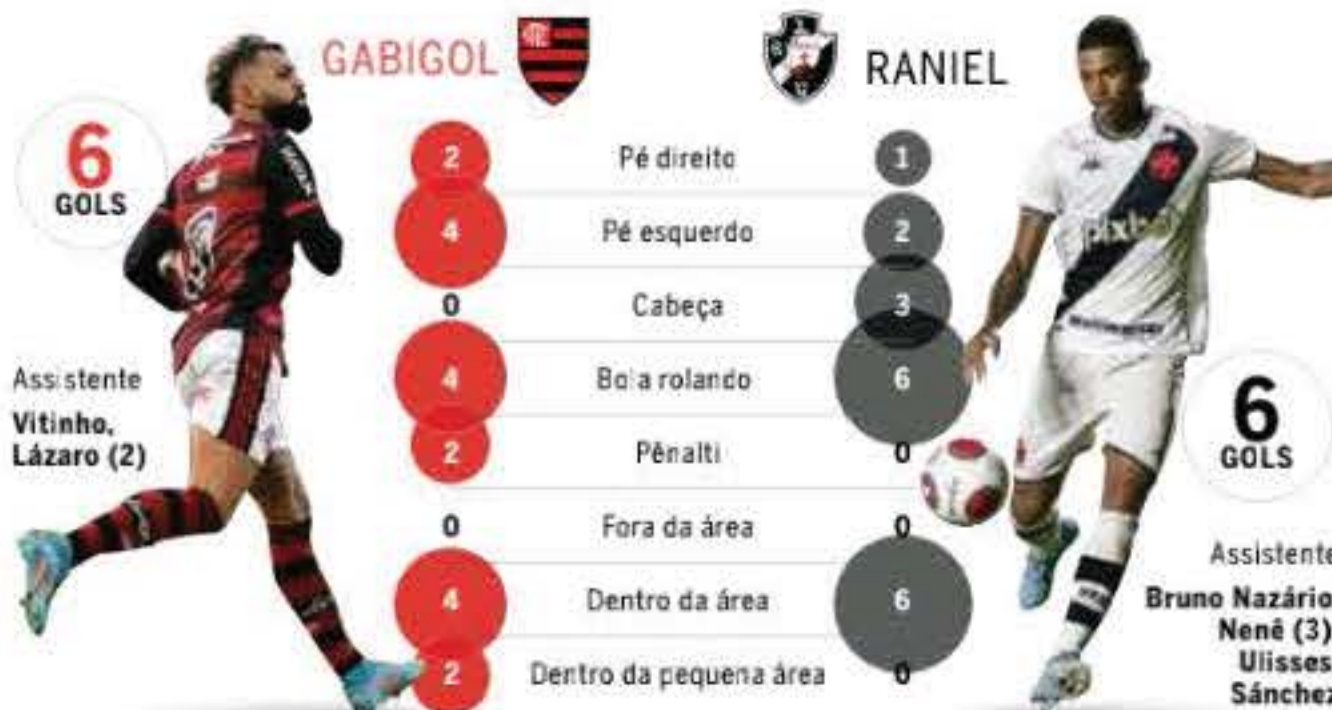 GABIGOL
RANIEL
6
GOLS
2 Pé direito 1
4 Pé esquerdo 2
0 Cabeça 3
4 Bola rolando 6
2 Pênalti 0
0 Fora da área 0
4 Dentro da área 6
2 Dentro da pequena área 0
Assistente
Vitinho,
Lázaro (2)
6
GOLS
Assistente
Bruno Nazário
Nenê (3)
Ulisses
Sánchez
pixbet